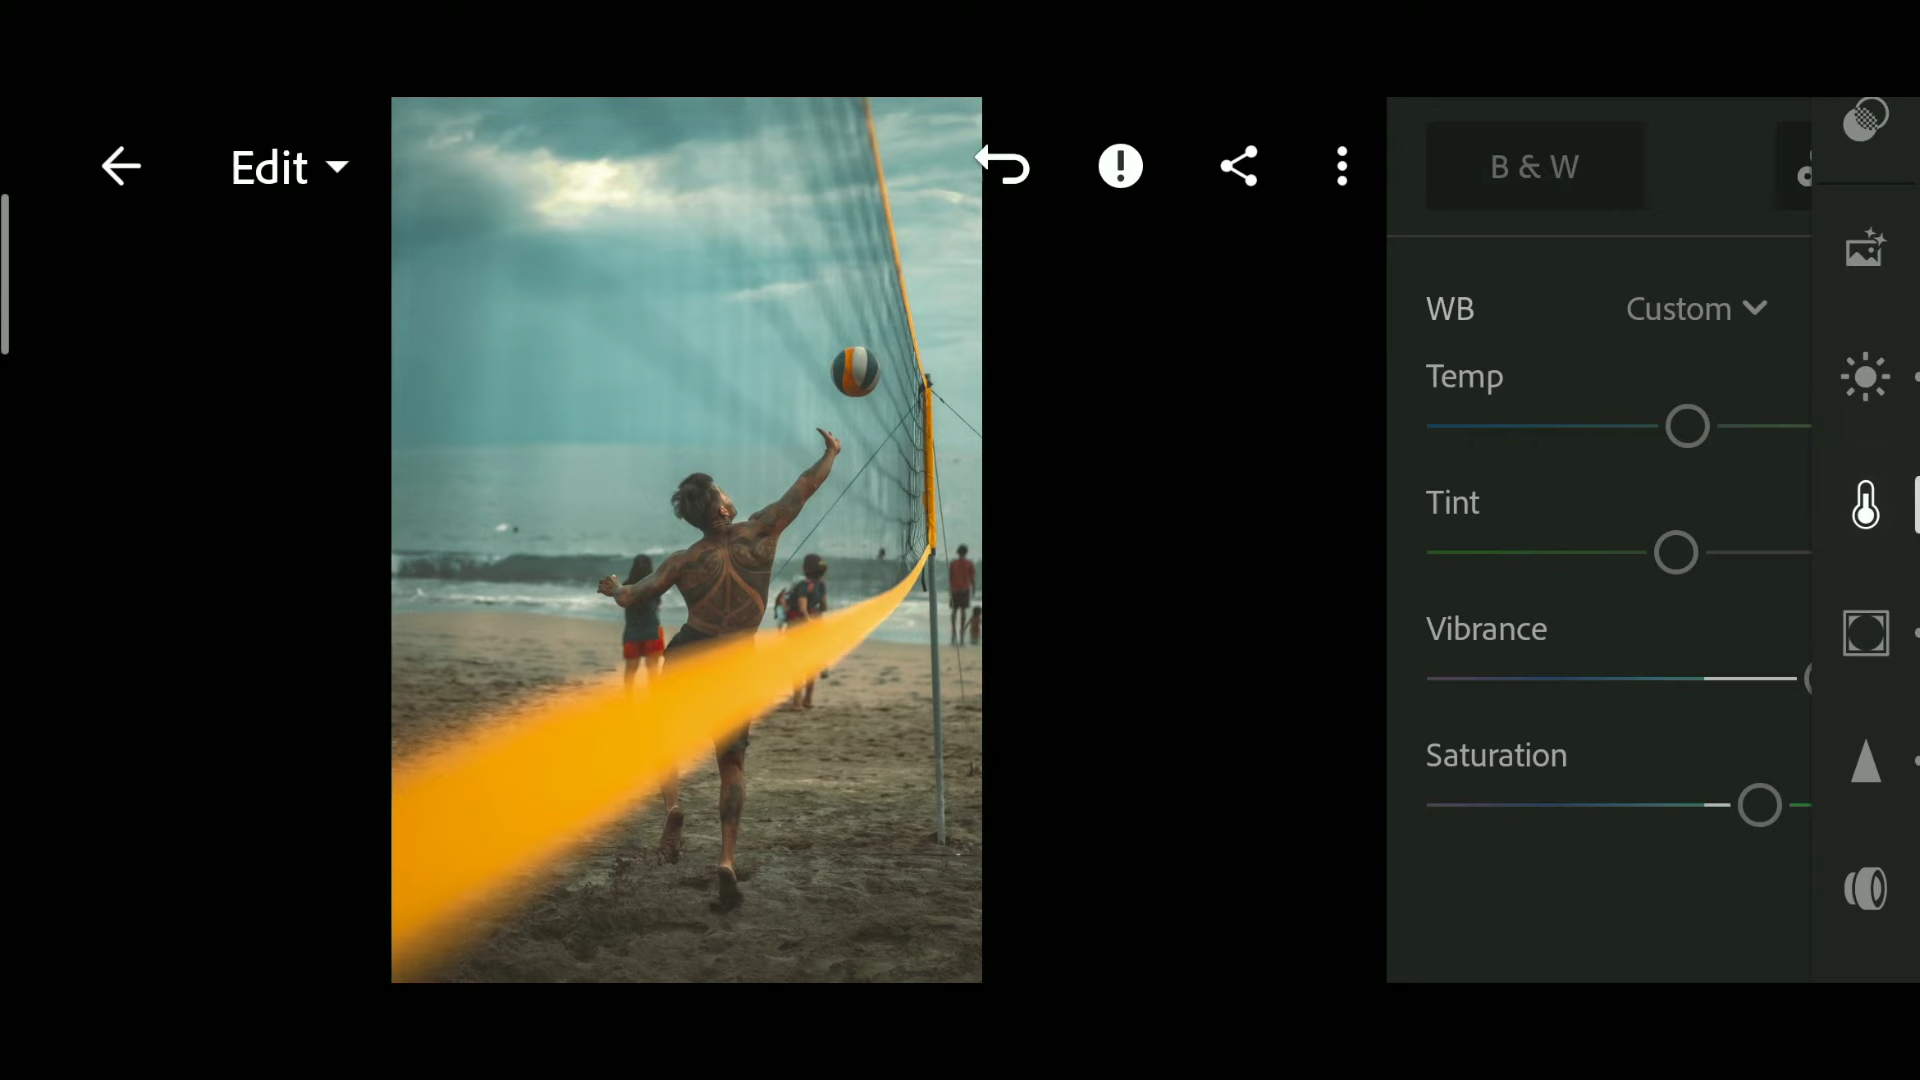 Edit
B & W
WB Custom
Temp
Tint
Vibrance
Saturation